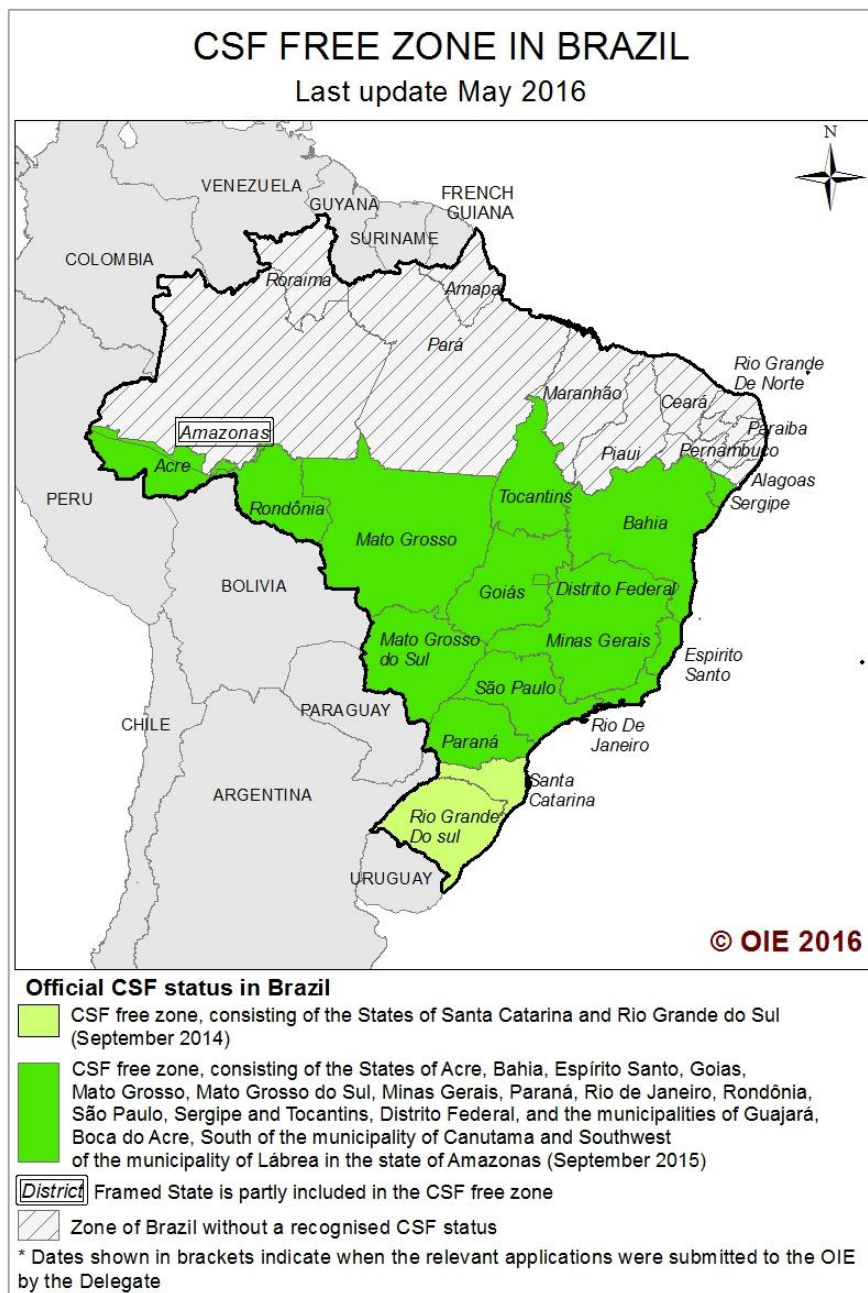 CSF FREE ZONE IN BRAZIL
Last update May 2016
N
VENEZUELA
GUYANA
FRENCH
GUIANA
SURINAME
COLOMBIA
Roraima
Amapa
Pará
Rio Grande
De Norte
Maranhão
Ceará
Paraiba
Amazonas
Piaui
Pernambuco
Acre
Alagoas
Sergipe
PERU
Rondônia
Tocantins
Bahia
Mato Grosso
BOLIVIA
Goiás
Distrito Federal
Mato Grosso
do Sul
Minas Gerais
Espirito
Santo
São Paulo
PARAGUAY
CHILE
Rio De
Janeiro
Paraná
Santa
Catarina
ARGENTINA
Rio Grande
Do sul
URUGUAY
© OIE 2016
Official CSF status in Brazil
CSF free zone, consisting of the States of Santa Catarina and Rio Grande do Sul
(September 2014)
CSF free zone, consisting of the States of Acre, Bahia, Espírito Santo, Goias,
Mato Grosso, Mato Grosso do Sul, Minas Gerais, Paraná, Rio de Janeiro, Rondônia,
São Paulo, Sergipe and Tocantins, Distrito Federal, and the municipalities of Guajará,
Boca do Acre, South of the municipality of Canutama and Southwest
of the municipality of Lábrea in the state of Amazonas (September 2015)
District Framed State is partly included in the CSF free zone
Zone of Brazil without a recognised CSF status
* Dates shown in brackets indicate when the relevant applications were submitted to the OIE
by the Delegate